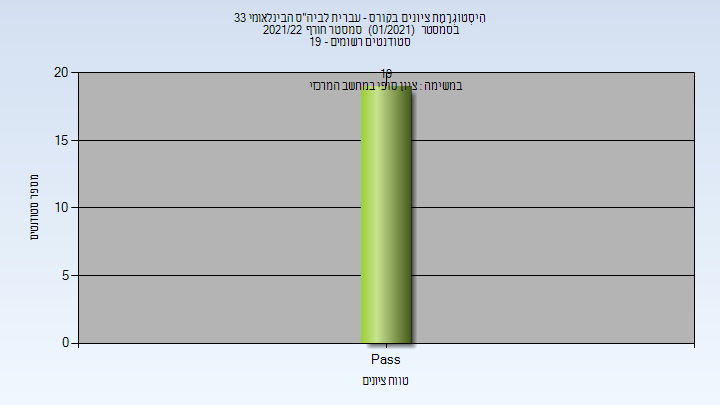 היסטוגרמת ציונים בקורס - עברית לביה"ס הבינלאומי 33
בסמסטר (01/2021) סמסטר חורף 2021/22
סטודנטים רשומים - 19
19
במשימה : ציון סופי במחשב המרכזי
20
15
10
5
0
מספר סטודנטים
Pass
טווח ציונים